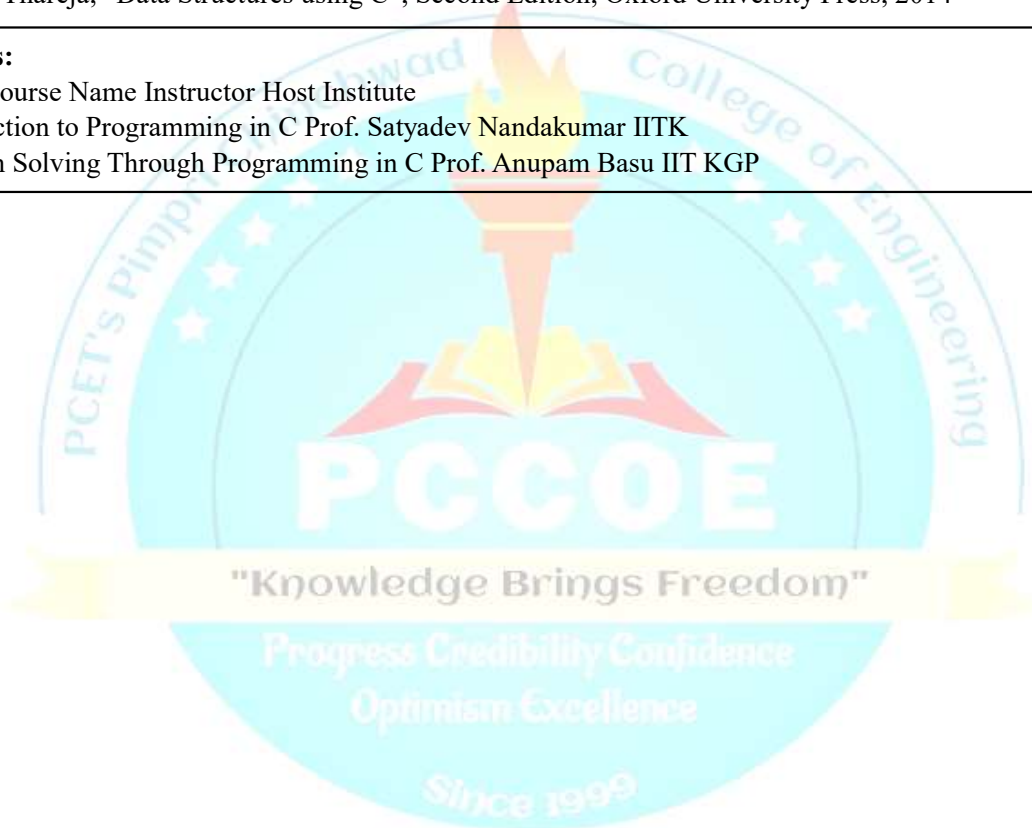 Thareja, "Data Structures using C", Second Edition, Oxford University Press, 2014
s:
ourse Name Instructor Host Institute
ction to Programming in C Prof. Satyadev Nandakumar IITK
n Solving Through Programming in C Prof. Anupam Basu IIT KGP
PCET's Pimpri Chinchwad College of Engineering
PCCOE
"Knowledge Brings Freedom"
Progress Credibility Confidence
Optimism Excellence
Since 1999